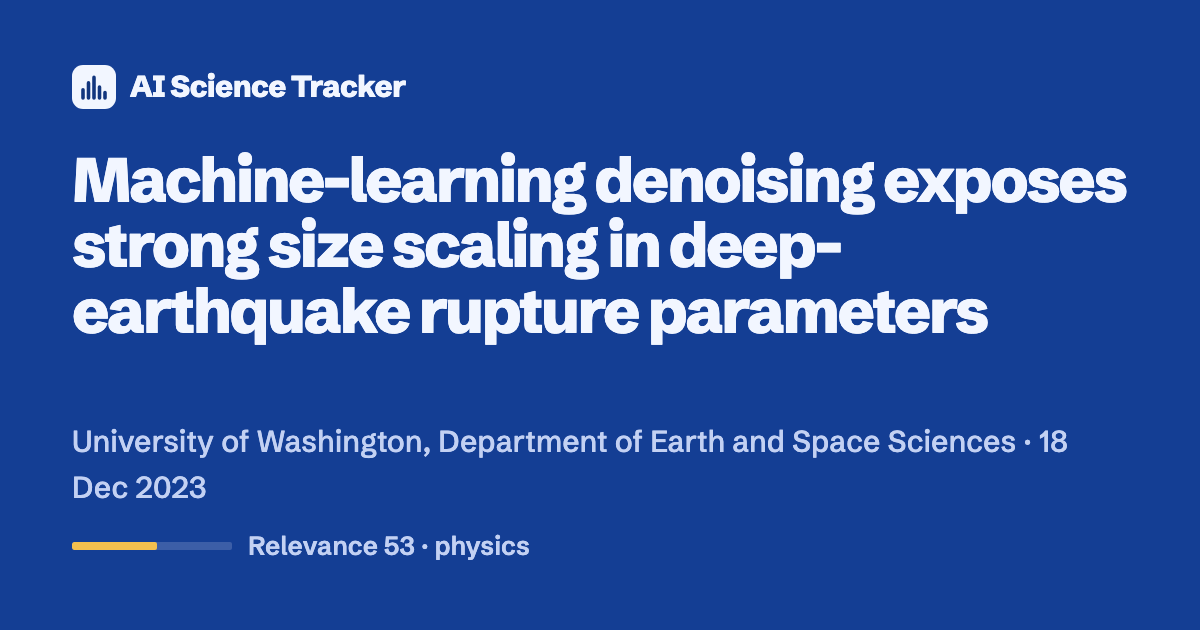 AI Science Tracker
Machine-learning denoising exposes
strong size scaling in deep-
earthquake rupture parameters
University of Washington, Department of Earth and Space Sciences · 18
Dec 2023
Relevance 53 · physics